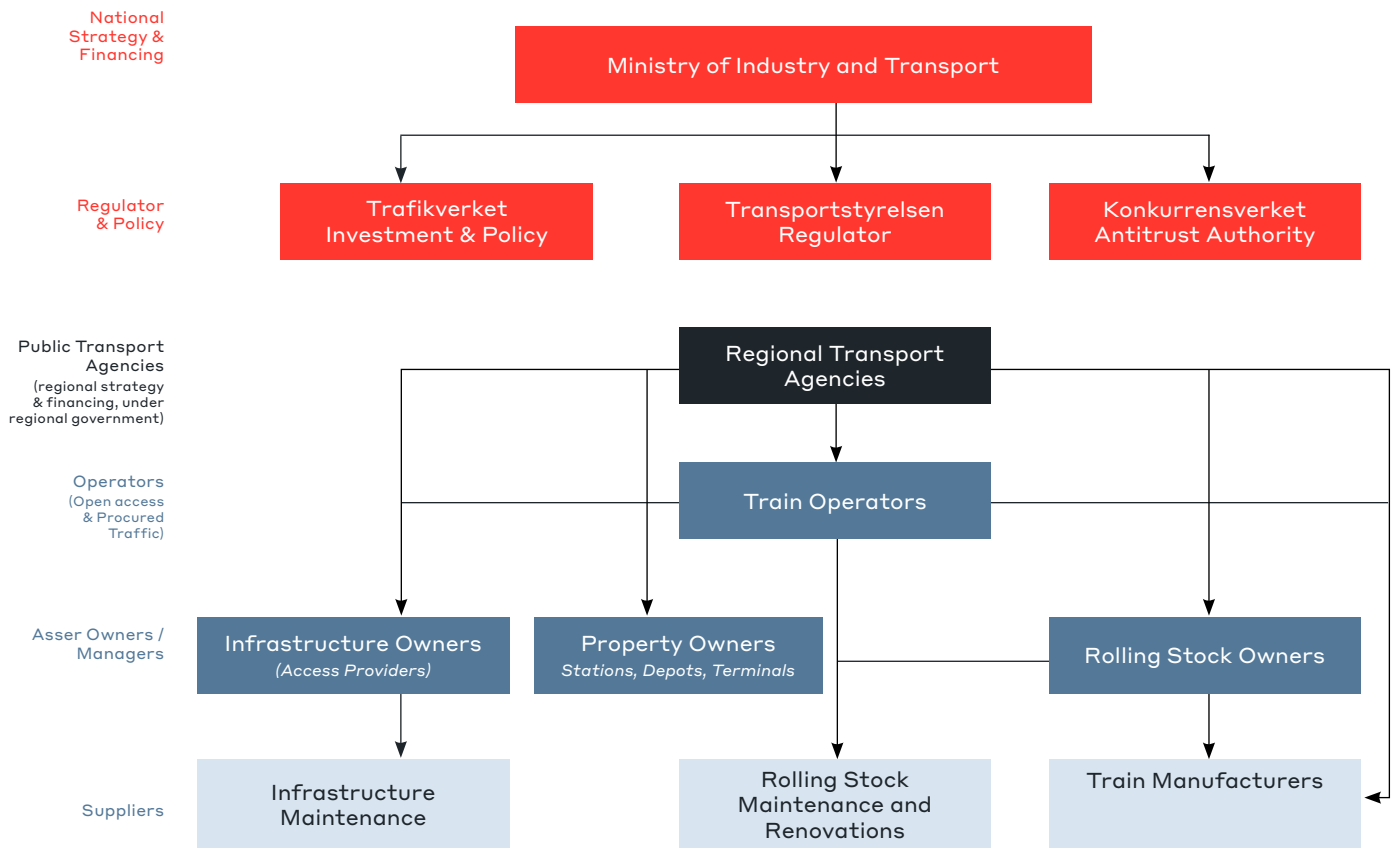 National
Strategy &
Financing
Ministry of Industry and Transport
Regulator
& Policy
Trafikverket
Investment & Policy
Transportstyrelsen
Regulator
Konkurrensverket
Antitrust Authority
Public Transport
Agencies
(regional strategy
& financing, under
regional government)
Regional Transport
Agencies
Operators
(Open access
& Procured
Traffic)
Train Operators
Asser Owners /
Managers
Infrastructure Owners
(Access Providers)
Property Owners
Stations, Depots, Terminals
Rolling Stock Owners
Suppliers
Infrastructure
Maintenance
Rolling Stock
Maintenance and
Renovations
Train Manufacturers